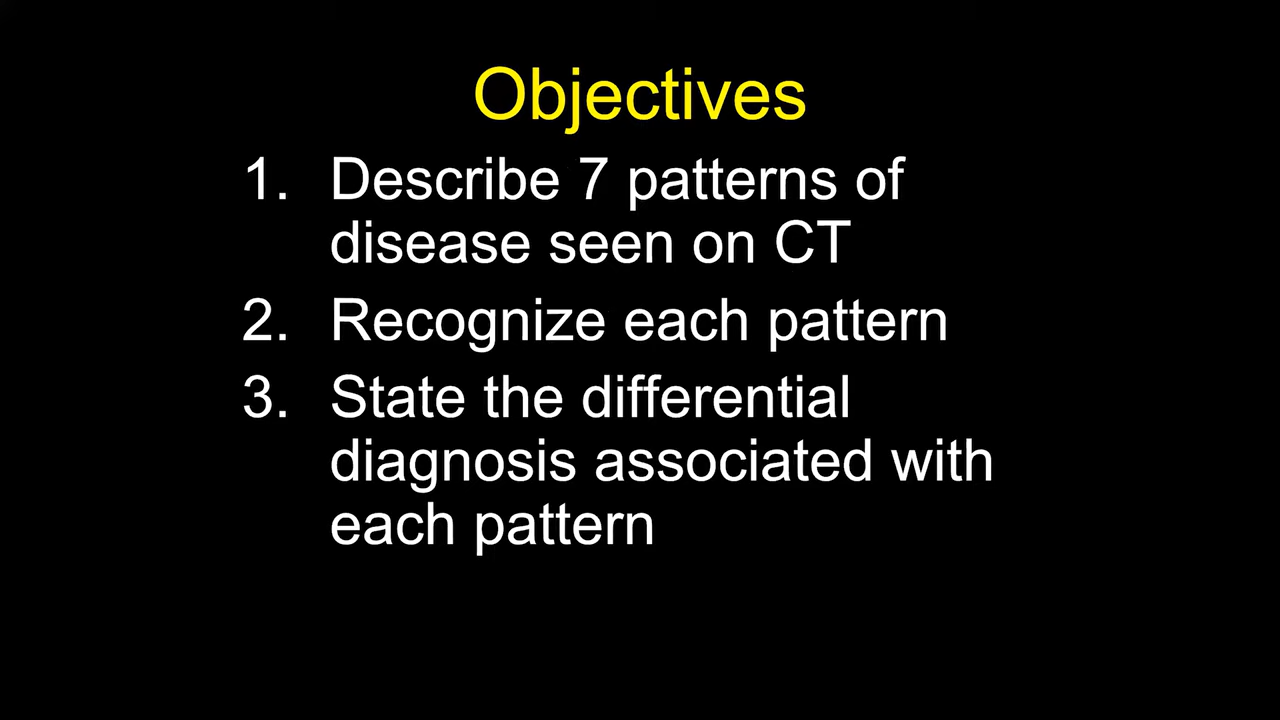 Objectives
1. Describe 7 patterns of
disease seen on CT
2. Recognize each pattern
3. State the differential
diagnosis associated with
each pattern